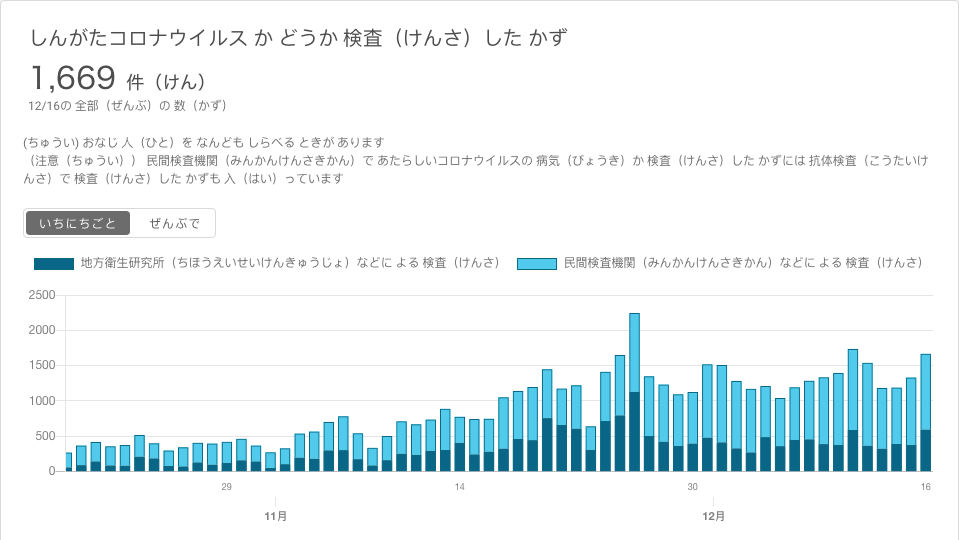 しんがたコロナウイルス か どうか 検査（けんさ）した かず
1,669 件（けん）
12/16の 全部（ぜんぶ）の 数（かず）
(ちゅうい) おなじ 人（ひと）を なんども しらべる ときが あります
（注意（ちゅうい）） 民間検査機関（みんかんけんさきかん）で あたらしいコロナウイルスの 病気（びょうき）か 検査（けんさ）した かずには 抗体検査（こうたいけ
んさ）で 検査（けんさ）した かずも 入（はい）っています
いちにちごと ぜんぶで
地方衛生研究所（ちほうえいせいけんきゅうじょ）などに よる 検査（けんさ） 民間検査機関（みんかんけんさきかん）などに よる 検査（けんさ）
2500
2000
1500
1000
500
0
29 14 30 16
11月 12月